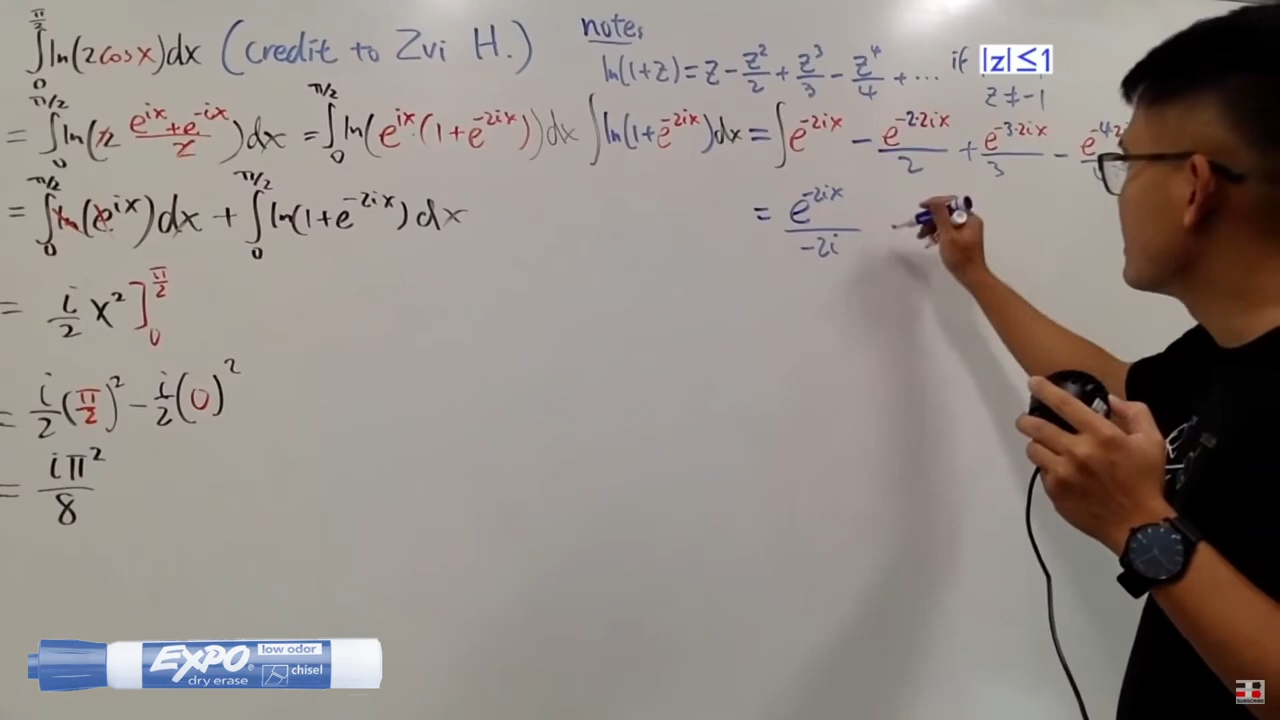 ∫₀^{π/2} ln(2cosx)dx (credit to Zvi H.)
note:
ln(1+z) = z - z²/2 + z³/3 - z⁴/4 + ... if |z| ≤ 1
z ≠ -1
= ∫₀^{π/2} ln(2 (e^{ix} + e^{-ix})/2) dx = ∫₀^{π/2} ln(e^{ix}(1+e^{-2ix})) dx
∫ ln(1+e^{-2ix}) dx = ∫ e^{-2ix} - e^{-2·2ix}/2 + e^{-3·2ix}/3 - e^{-4·2i
= ∫₀^{π/2} ln(e^{ix}) dx + ∫₀^{π/2} ln(1+e^{-2ix}) dx
= e^{-2ix}/-2i
= i/2 x² ]₀^{π/2}
= i/2 (π/2)² - i/2 (0)²
= iπ²/8
EXPO® low odor
dry erase chisel
SUBSCRIBE